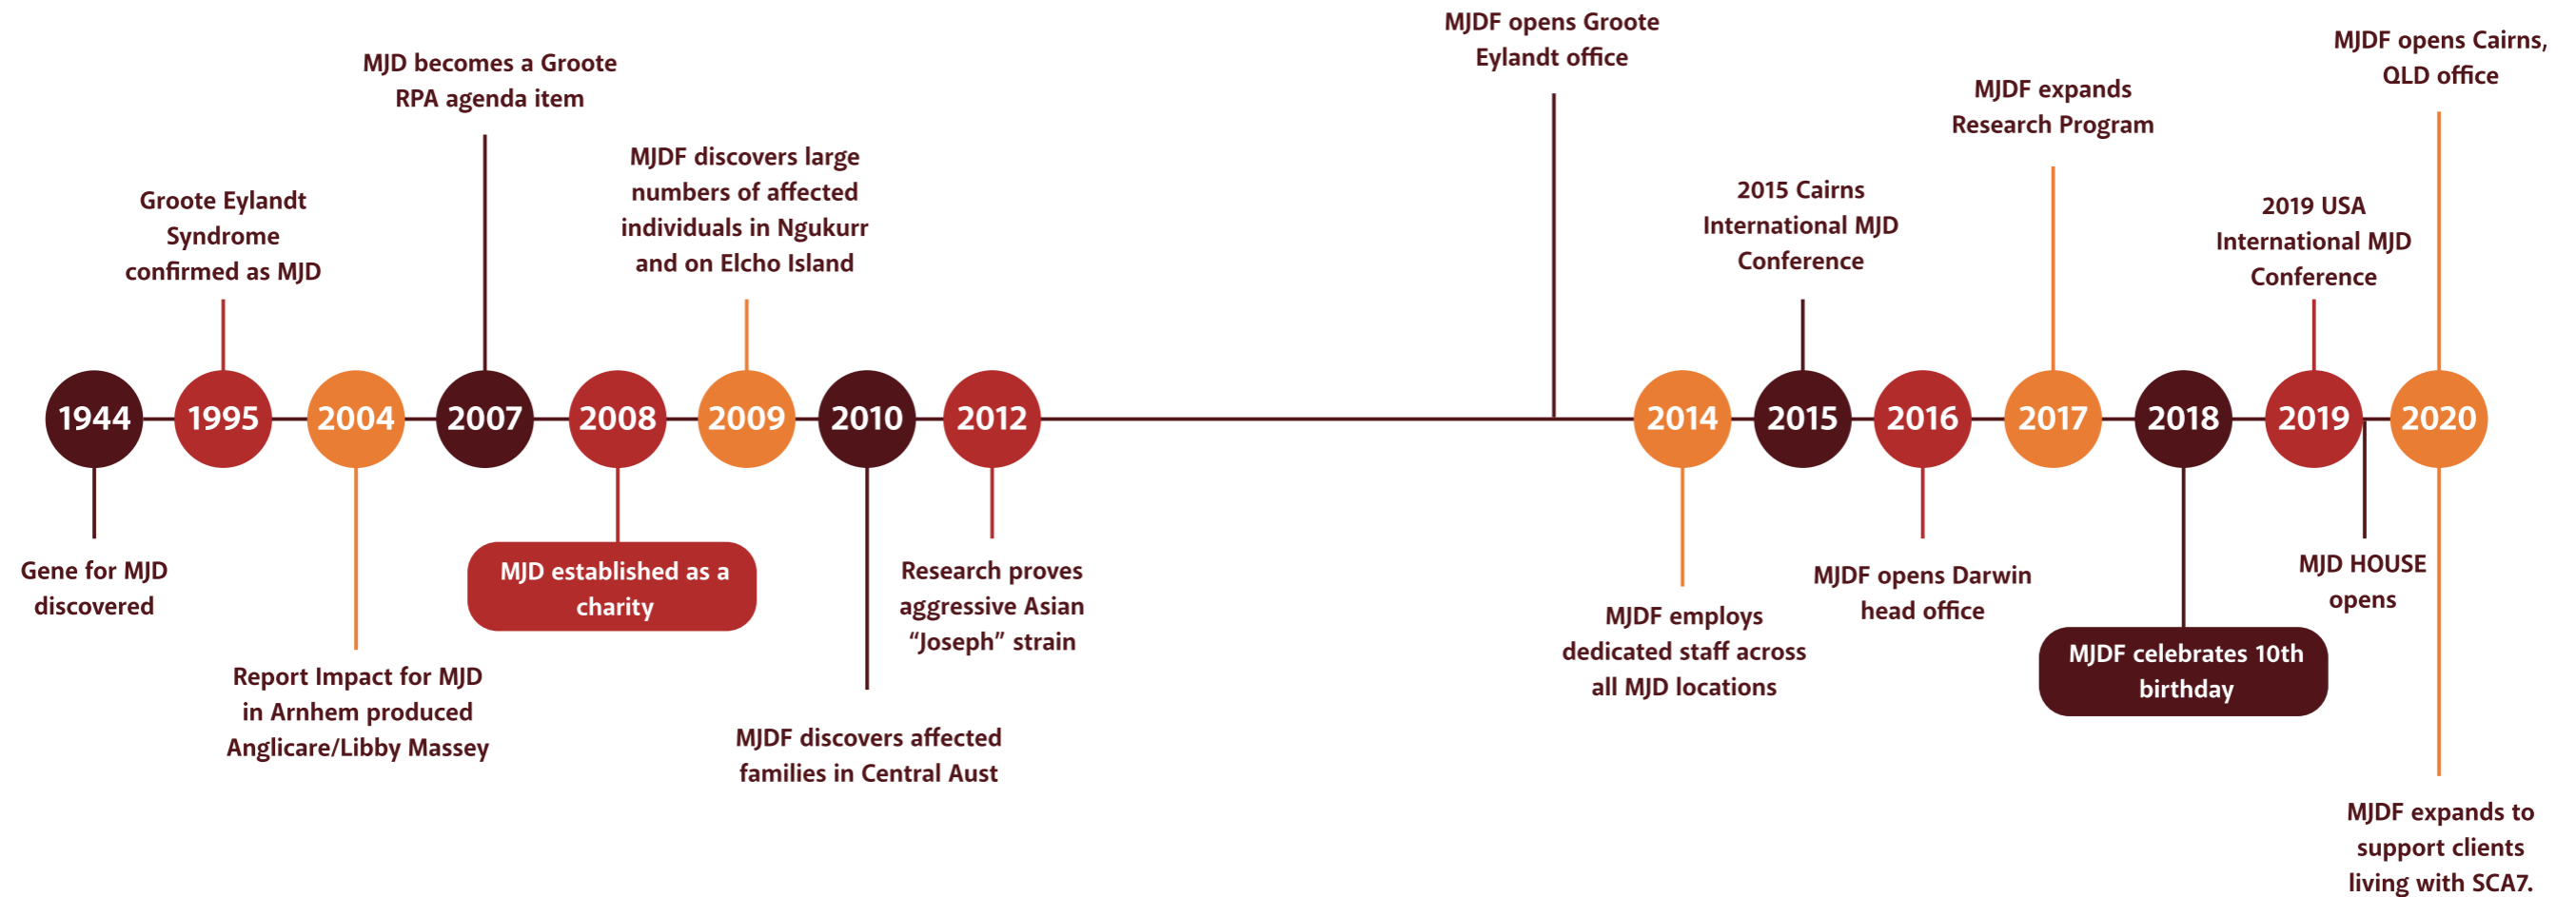 MJDF opens Groote
Eylandt office
MJDF opens Cairns,
QLD office
MJD becomes a Groote
RPA agenda item
MJDF expands
Research Program
MJDF discovers large
numbers of affected
individuals in Ngukurr
and on Elcho Island
2015 Cairns
International MJD
Conference
Groote Eylandt
Syndrome
confirmed as MJD
2019 USA
International MJD
Conference
1944
1995
2004
2007
2008
2009
2010
2012
2014
2015
2016
2017
2018
2019
2020
Gene for MJD
discovered
MJD established as a
charity
Research proves
aggressive Asian
“Joseph” strain
MJDF opens Darwin
head office
MJD HOUSE
opens
MJDF employs
dedicated staff across
all MJD locations
MJDF celebrates 10th
birthday
Report Impact for MJD
in Arnhem produced
Anglicare/Libby Massey
MJDF discovers affected
families in Central Aust
MJDF expands to
support clients
living with SCA7.